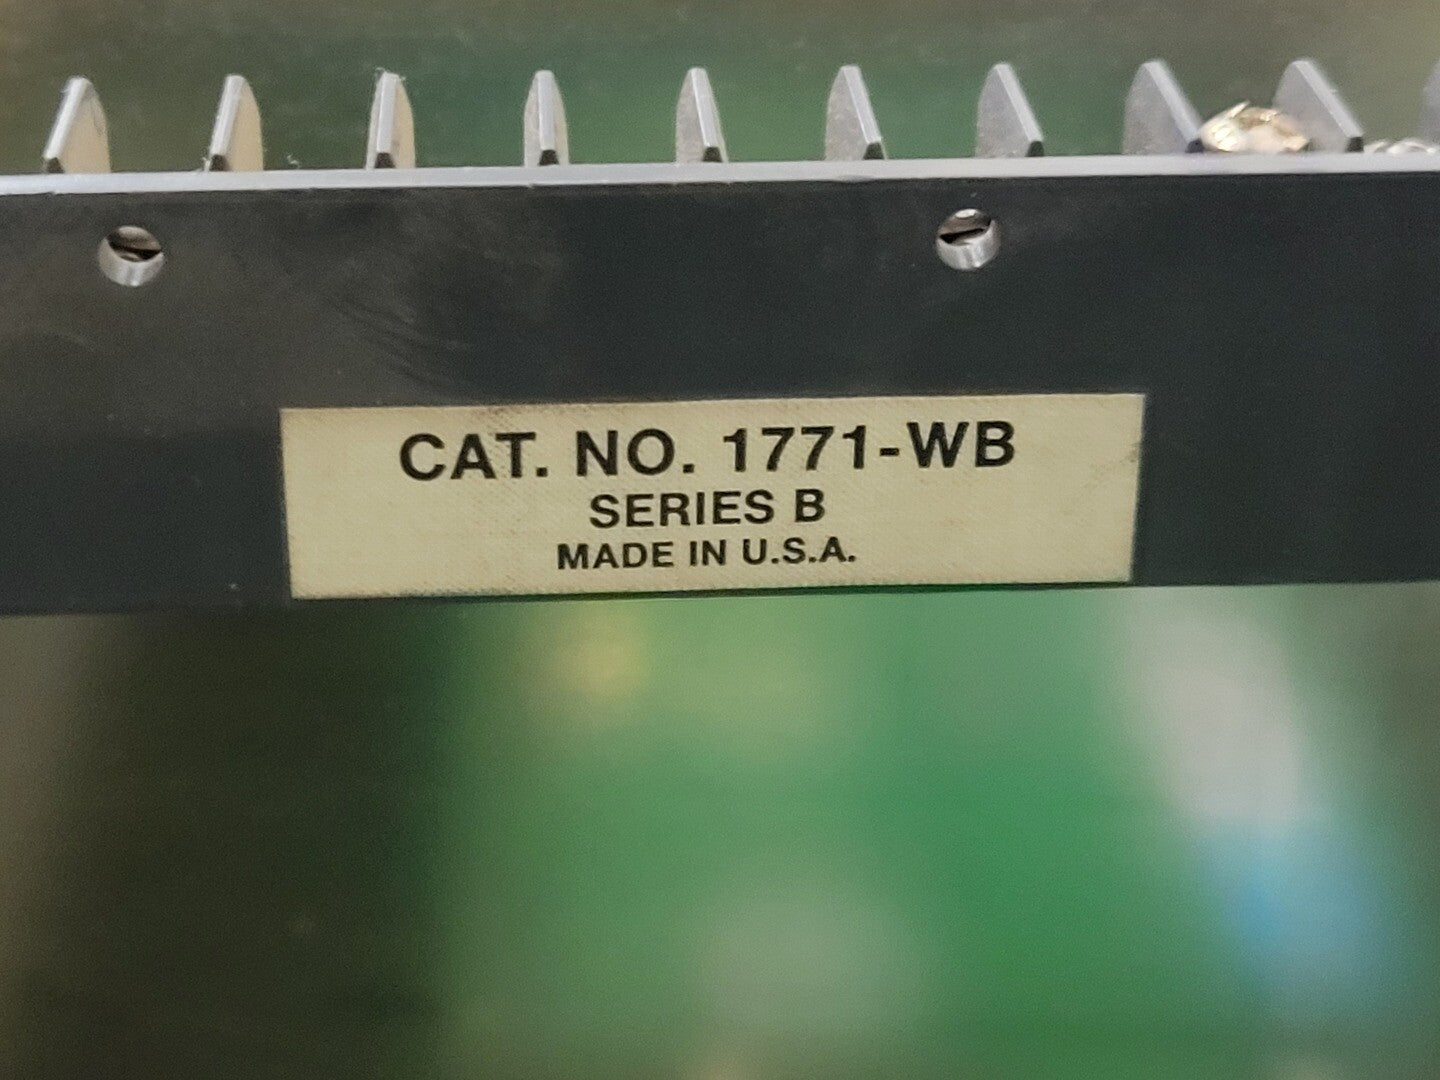 CAT. NO. 1771-WB
SERIES B
MADE IN U.S.A.